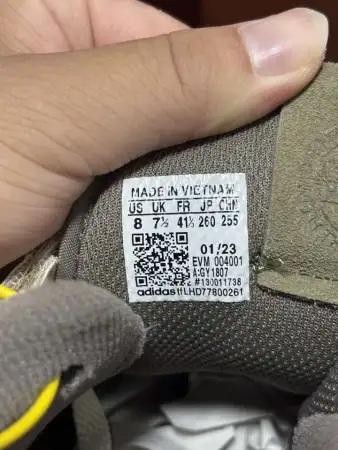 MADE IN VIETNAM
US UK FR JP CHN
8 7½ 41⅓ 260 255
01/23
EVM 004001
A:GY1807
#130011738
adidas #LHD77800261